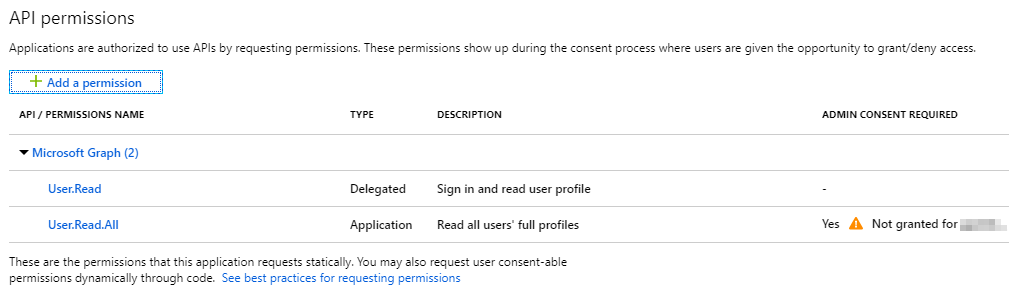 API permissions
Applications are authorized to use APIs by requesting permissions. These permissions show up during the consent process where users are given the opportunity to grant/deny access.
+ Add a permission
API / PERMISSIONS NAME TYPE DESCRIPTION ADMIN CONSENT REQUIRED
Microsoft Graph (2)
User.Read Delegated Sign in and read user profile -
User.Read.All Application Read all users' full profiles Yes Not granted for
These are the permissions that this application requests statically. You may also request user consent-able
permissions dynamically through code. See best practices for requesting permissions